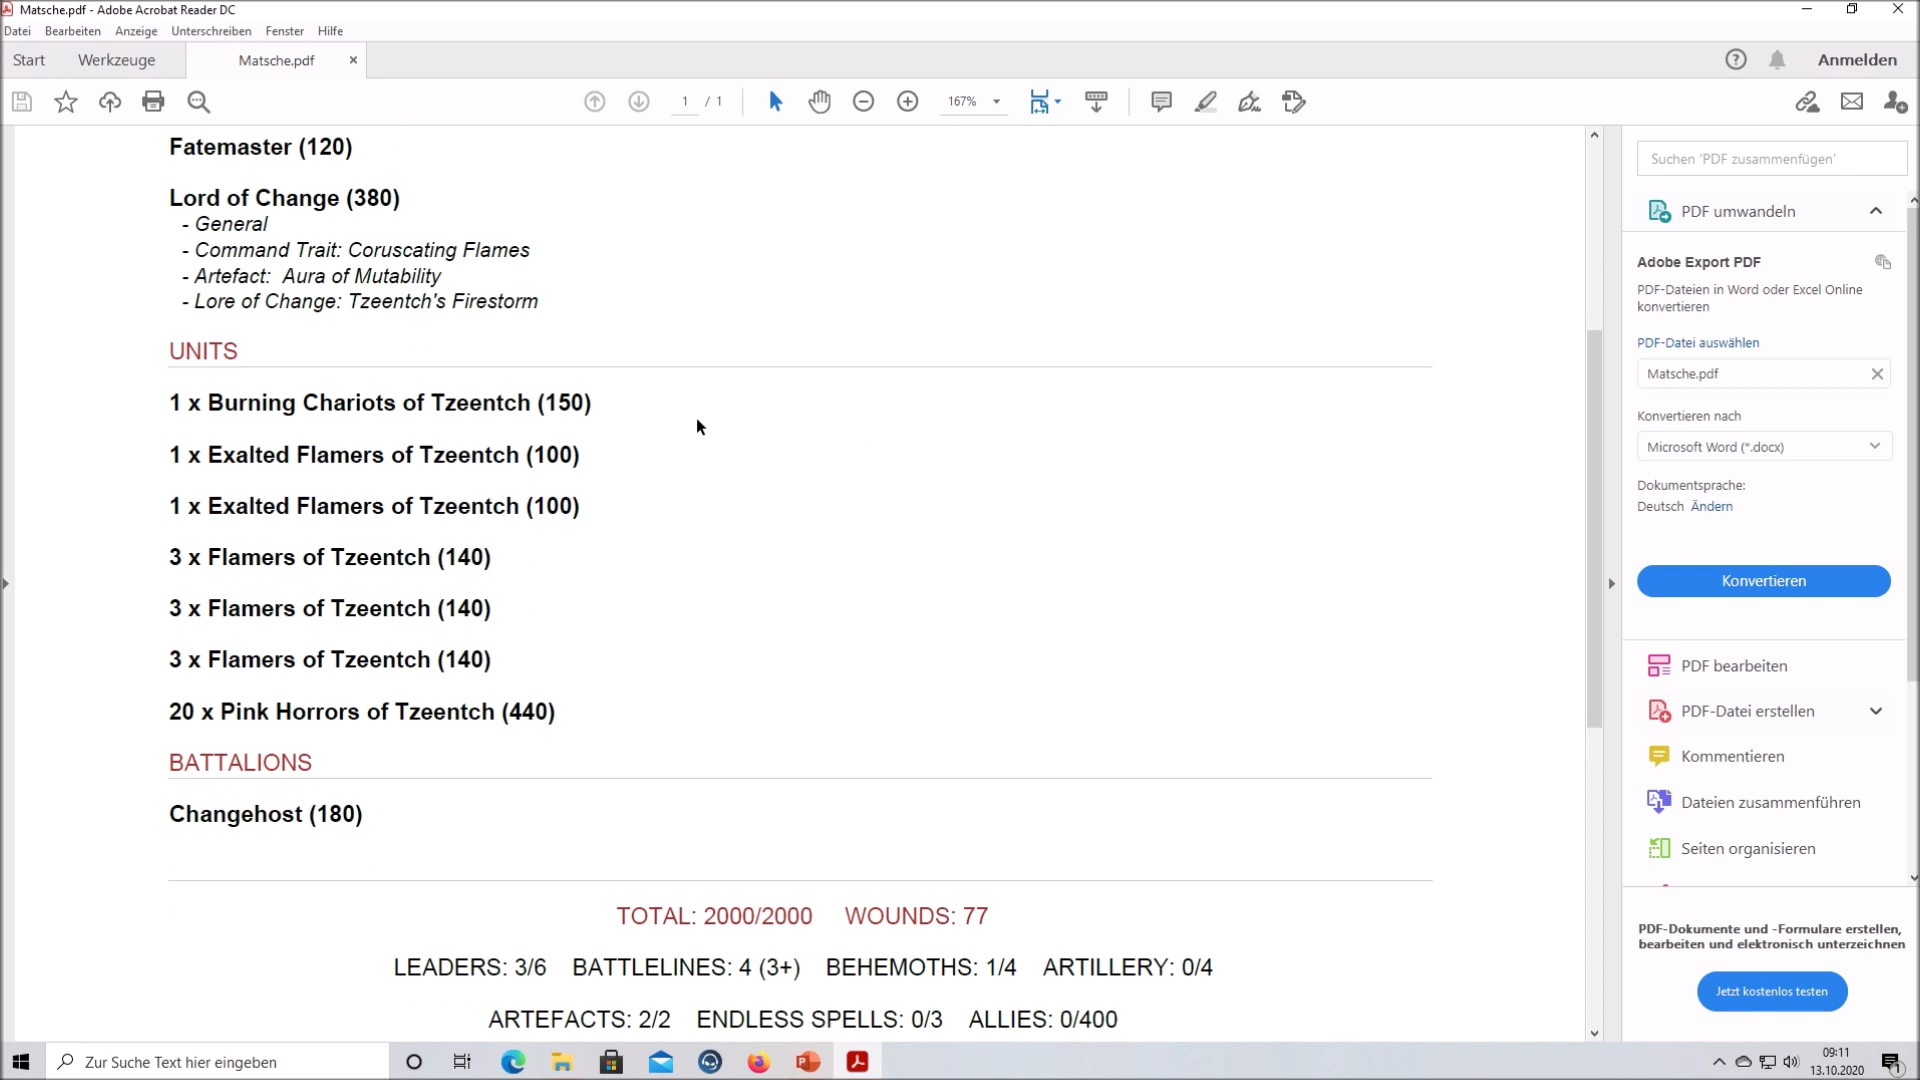 Matsche.pdf - Adobe Acrobat Reader DC
Datei Bearbeiten Anzeige Unterschreiben Fenster Hilfe
Start Werkzeuge Matsche.pdf Anmelden
1 / 1 167%
Fatemaster (120)
Lord of Change (380)
- General
- Command Trait: Coruscating Flames
- Artefact: Aura of Mutability
- Lore of Change: Tzeentch's Firestorm
UNITS
1 x Burning Chariots of Tzeentch (150)
1 x Exalted Flamers of Tzeentch (100)
1 x Exalted Flamers of Tzeentch (100)
3 x Flamers of Tzeentch (140)
3 x Flamers of Tzeentch (140)
3 x Flamers of Tzeentch (140)
20 x Pink Horrors of Tzeentch (440)
BATTALIONS
Changehost (180)
TOTAL: 2000/2000 WOUNDS: 77
LEADERS: 3/6 BATTLELINES: 4 (3+) BEHEMOTHS: 1/4 ARTILLERY: 0/4
ARTEFACTS: 2/2 ENDLESS SPELLS: 0/3 ALLIES: 0/400
Suchen 'PDF zusammenfügen'
PDF umwandeln
Adobe Export PDF
PDF-Dateien in Word oder Excel Online
konvertieren
PDF-Datei auswählen
Matsche.pdf
Konvertieren nach
Microsoft Word (*.docx)
Dokumentsprache:
Deutsch Ändern
Konvertieren
PDF bearbeiten
PDF-Datei erstellen
Kommentieren
Dateien zusammenführen
Seiten organisieren
PDF-Dokumente und -Formulare erstellen,
bearbeiten und elektronisch unterzeichnen
Jetzt kostenlos testen
Zur Suche Text hier eingeben
09:11
13.10.2020
1